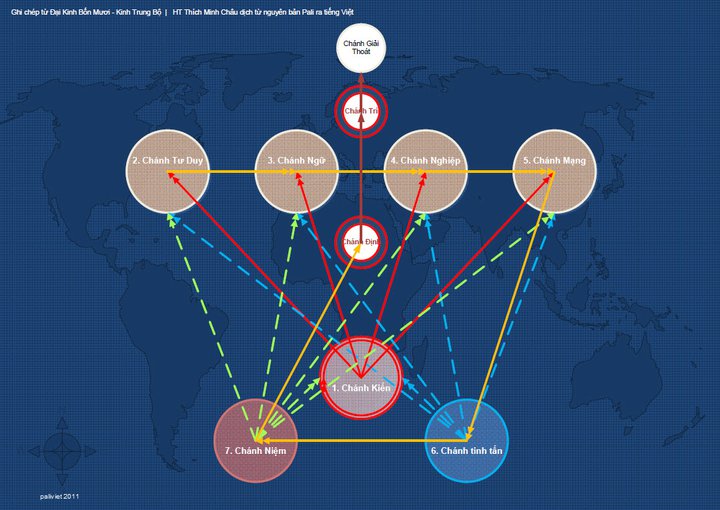 Ghi chép từ Đại Kinh Bốn Mươi - Kinh Trung Bộ | HT Thích Minh Châu dịch từ nguyên bản Pali ra tiếng Việt
Chánh Giải
Thoát
Chánh Trí
2. Chánh Tư Duy
3. Chánh Ngữ
4. Chánh Nghiệp
5. Chánh Mạng
Chánh Định
1. Chánh Kiến
7. Chánh Niệm
6. Chánh tinh tấn
paliviet 2011